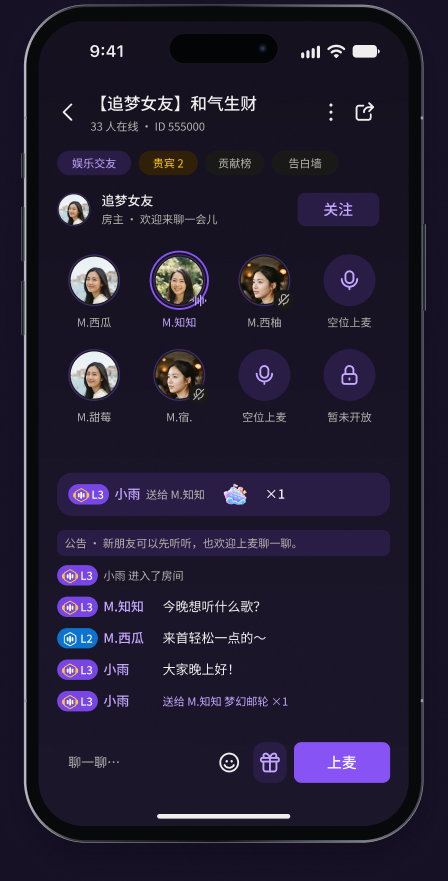 9:41
【追梦女友】和气生财
33 人在线 · ID 555000
娱乐交友 贵宾 2 贡献榜 告白墙
追梦女友
房主 · 欢迎来聊一会儿
关注
M.西瓜 M.知知 M.西柚 空位上麦
M.甜莓 M.宿. 空位上麦 暂未开放
L3 小雨 送给 M.知知 ×1
公告 · 新朋友可以先听听，也欢迎上麦聊一聊。
L3 小雨 进入了房间
L3 M.知知 今晚想听什么歌？
L2 M.西瓜 来首轻松一点的～
L3 小雨 大家晚上好！
L3 小雨 送给 M.知知 梦幻邮轮 ×1
聊一聊… 上麦